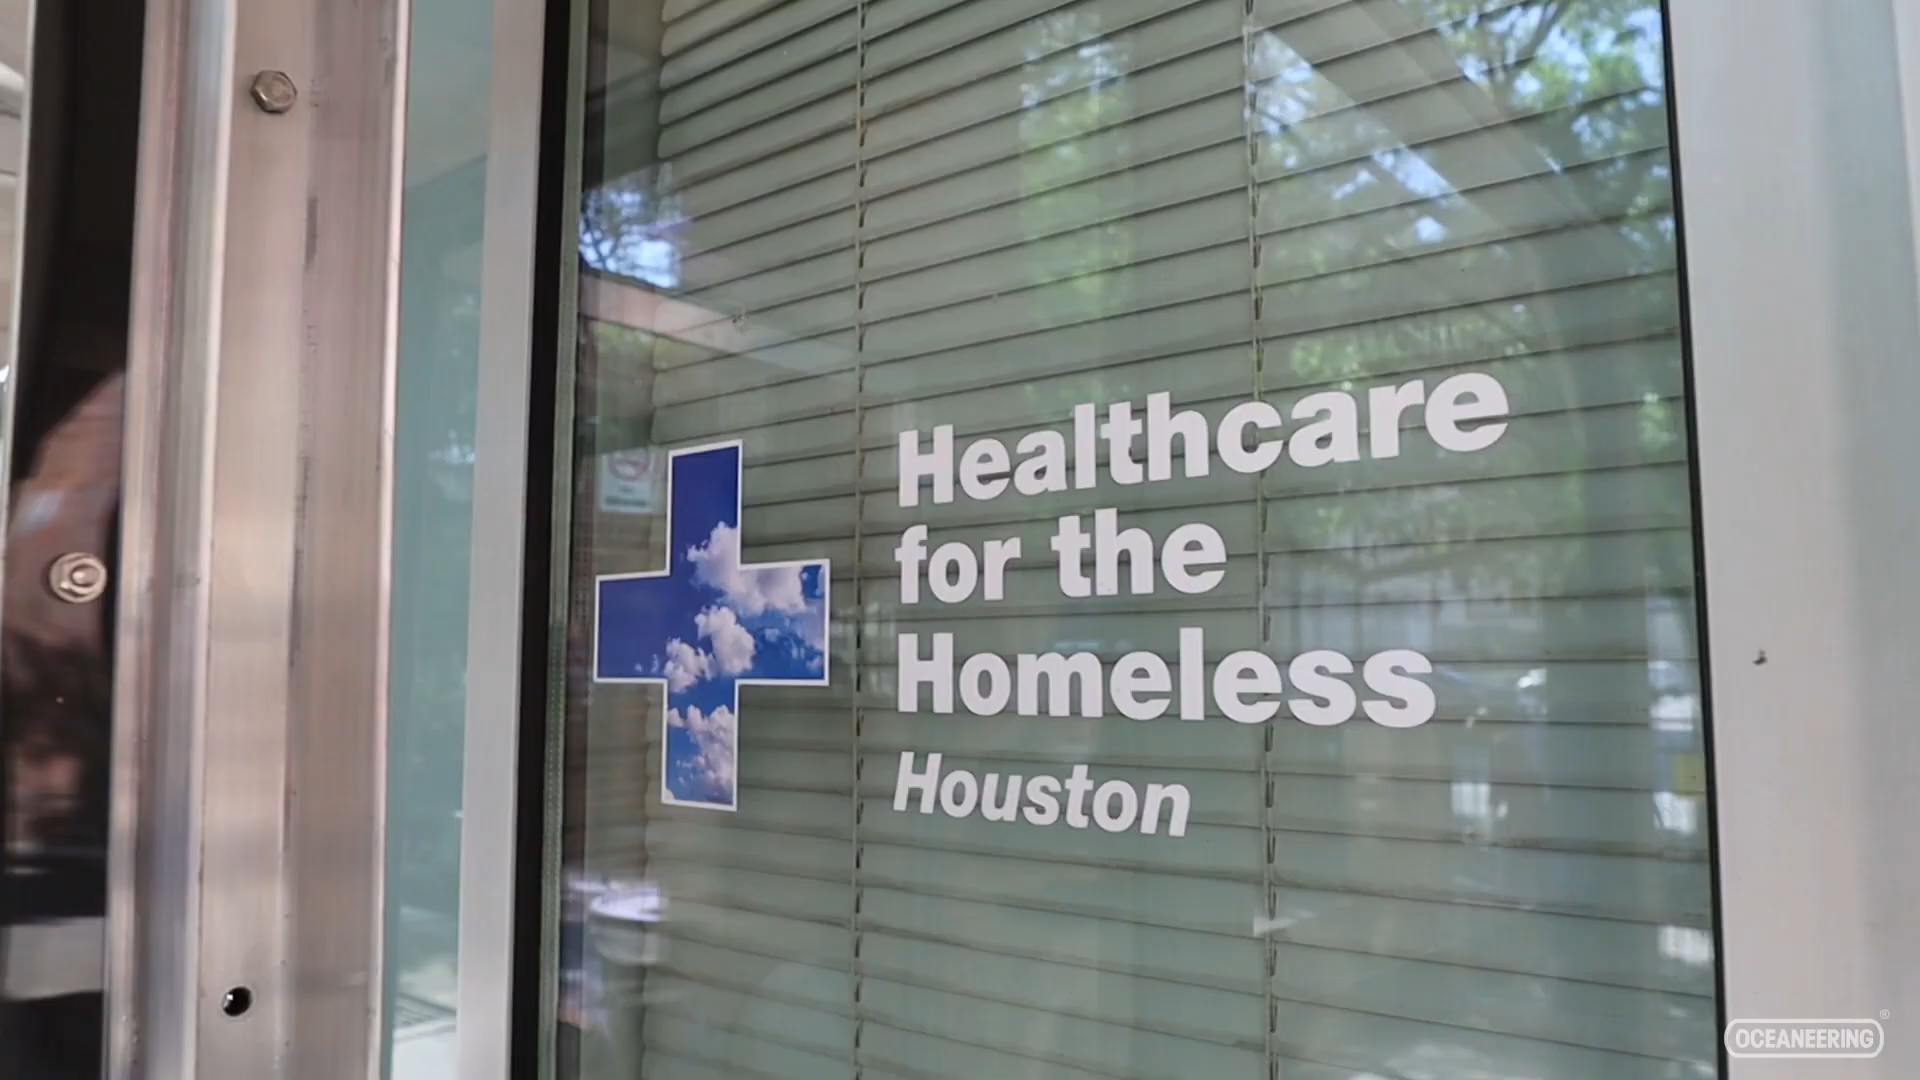 Healthcare
for the
Homeless
Houston
OCEANEERING®